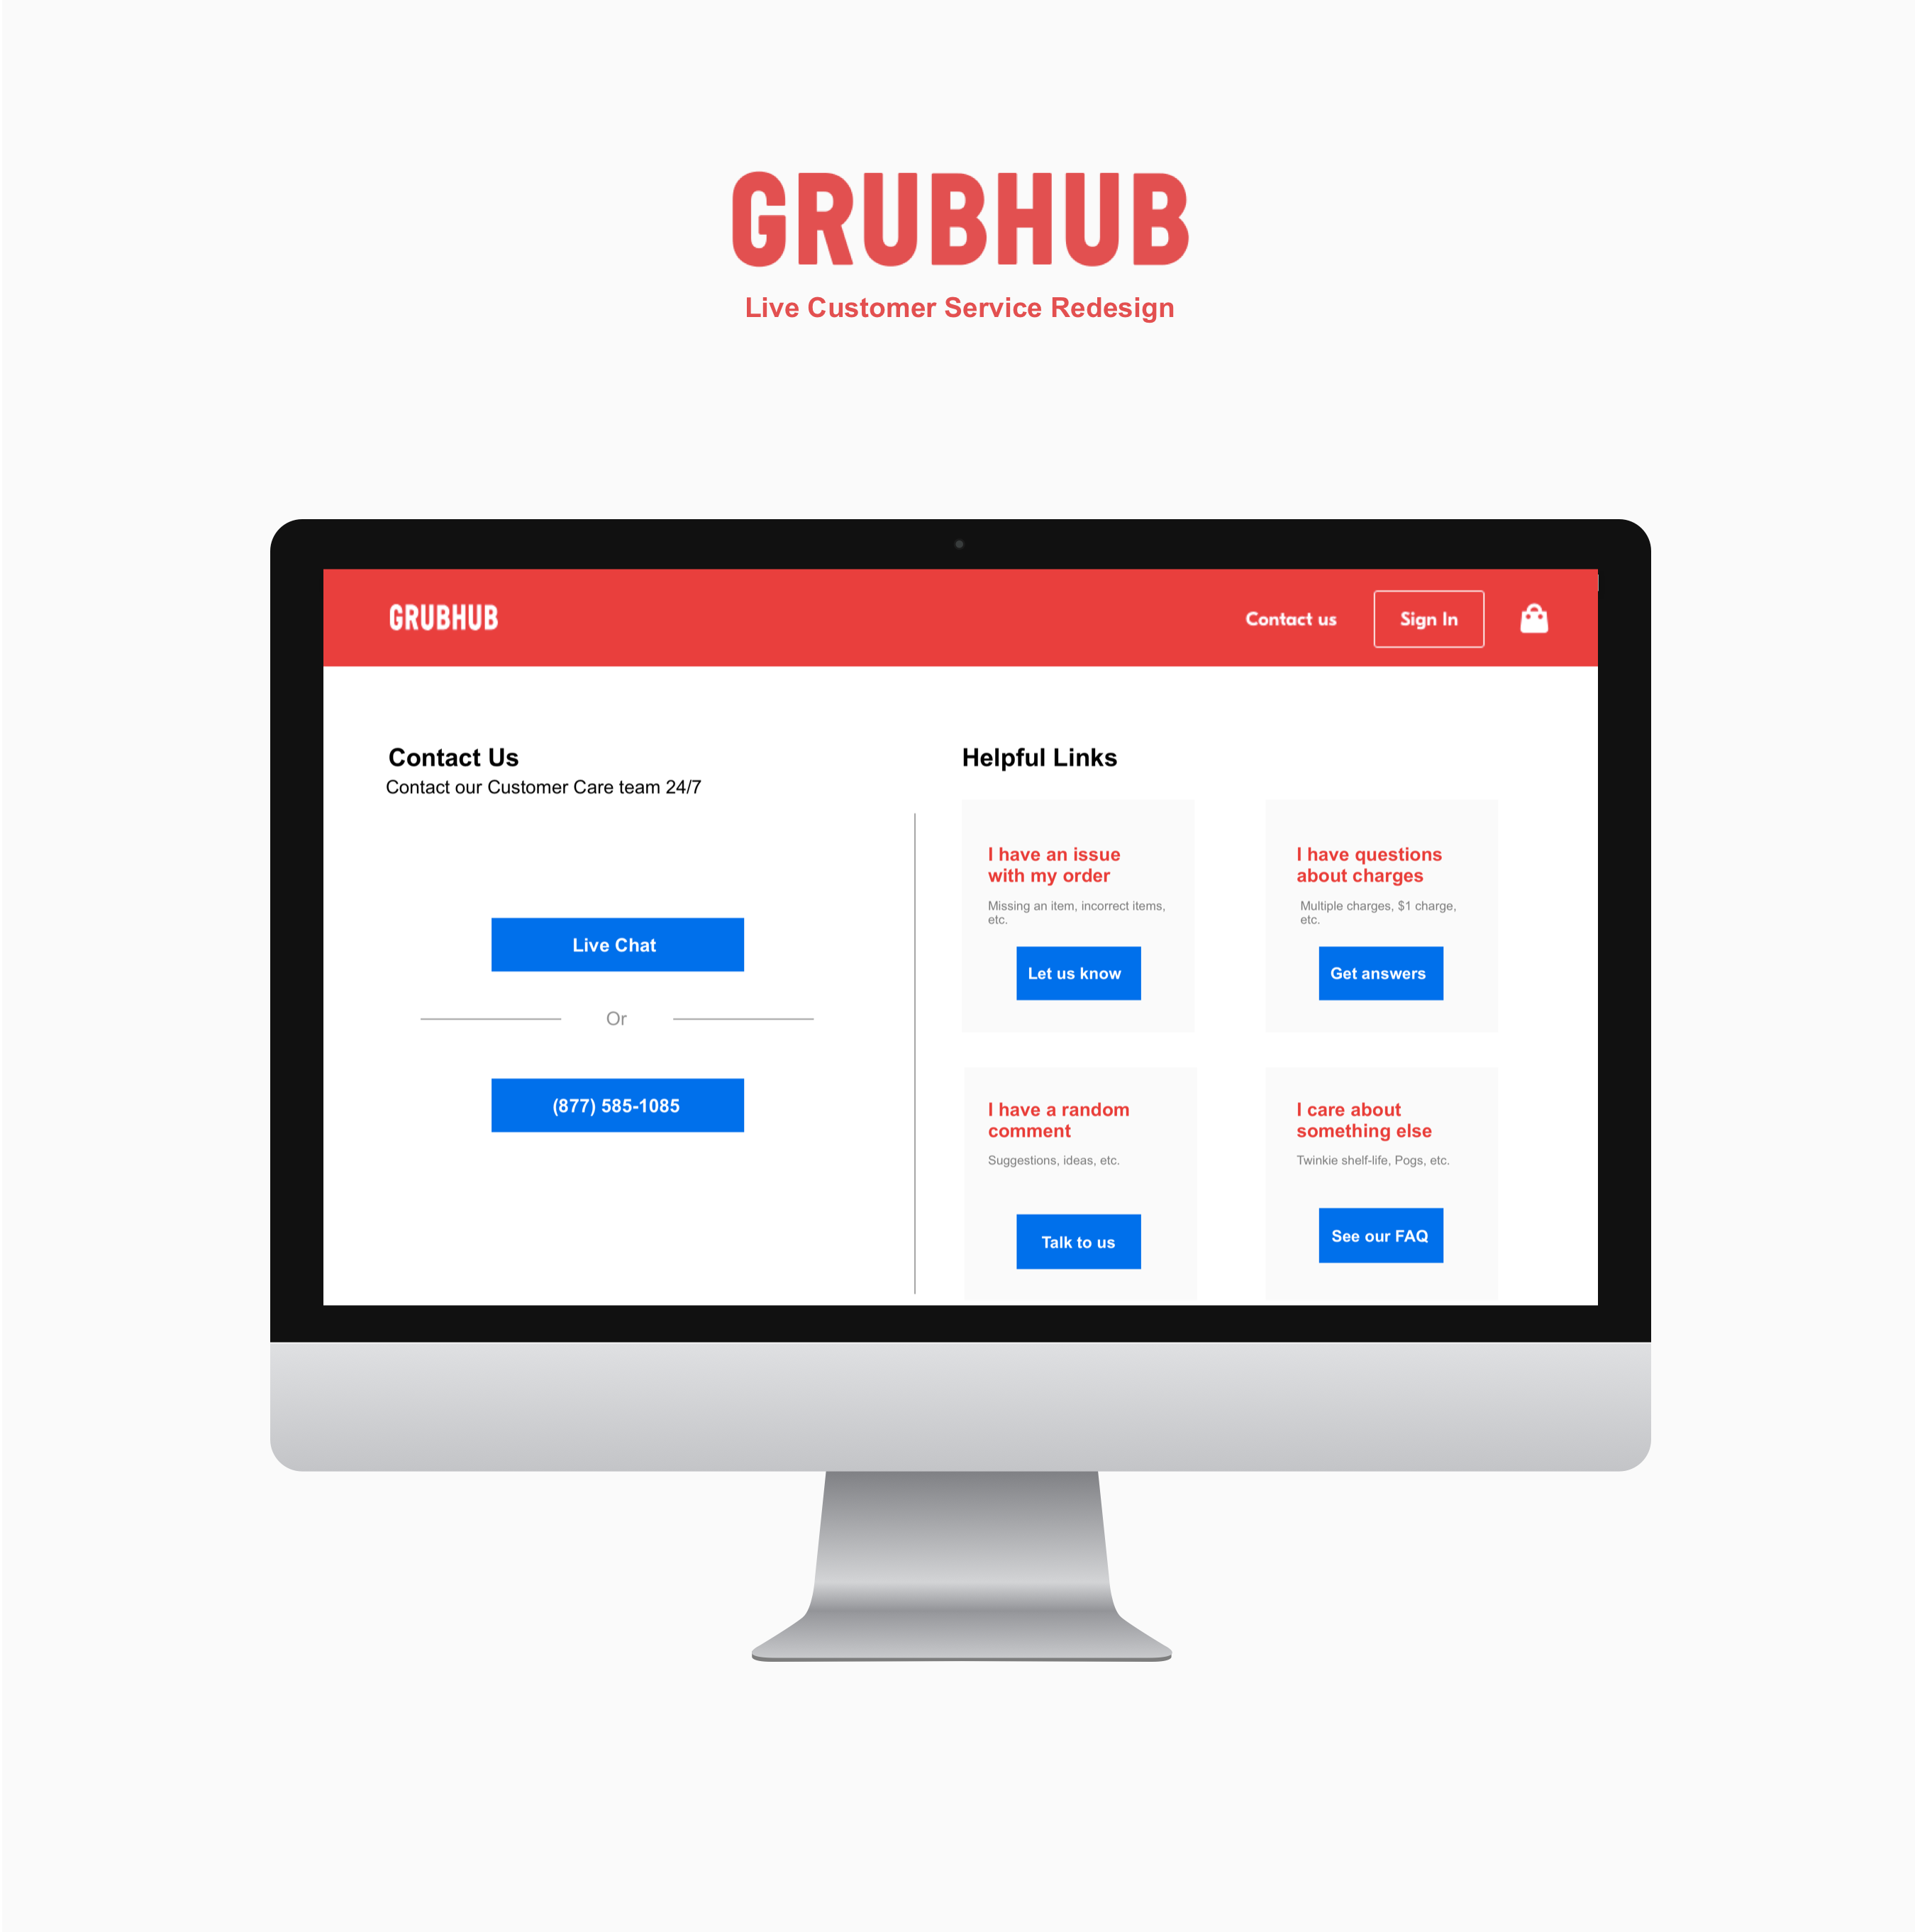 GRUBHUB
Live Customer Service Redesign
GRUBHUB
Contact us
Sign In
Contact Us
Contact our Customer Care team 24/7
Live Chat
Or
(877) 585-1085
Helpful Links
I have an issue
with my order
Missing an item, incorrect items,
etc.
Let us know
I have questions
about charges
Multiple charges, $1 charge,
etc.
Get answers
I have a random
comment
Suggestions, ideas, etc.
Talk to us
I care about
something else
Twinkie shelf-life, Pogs, etc.
See our FAQ